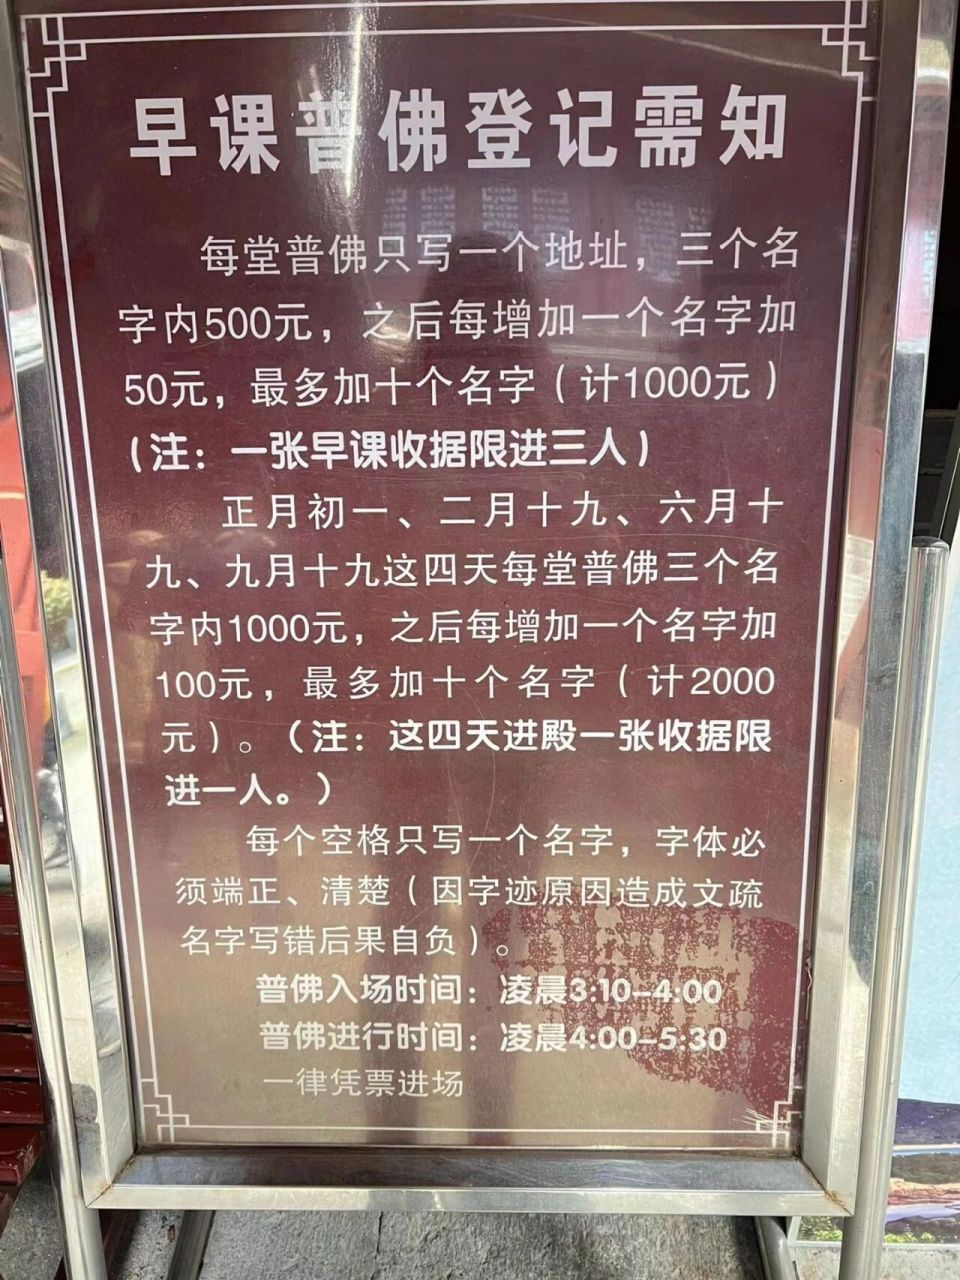 早课普佛登记需知
每堂普佛只写一个地址，三个名
字内500元，之后每增加一个名字加
50元，最多加十个名字（计1000元）
（注：一张早课收据限进三人）
正月初一、二月十九、六月十
九、九月十九这四天每堂普佛三个名
字内1000元，之后每增加一个名字加
100元，最多加十个名字（计2000
元）。（注：这四天进殿一张收据限
进一人。）
每个空格只写一个名字，字体必
须端正、清楚（因字迹原因造成文疏
名字写错后果自负）。
普佛入场时间：凌晨3:10-4:00
普佛进行时间：凌晨4:00-5:30
一律凭票进场